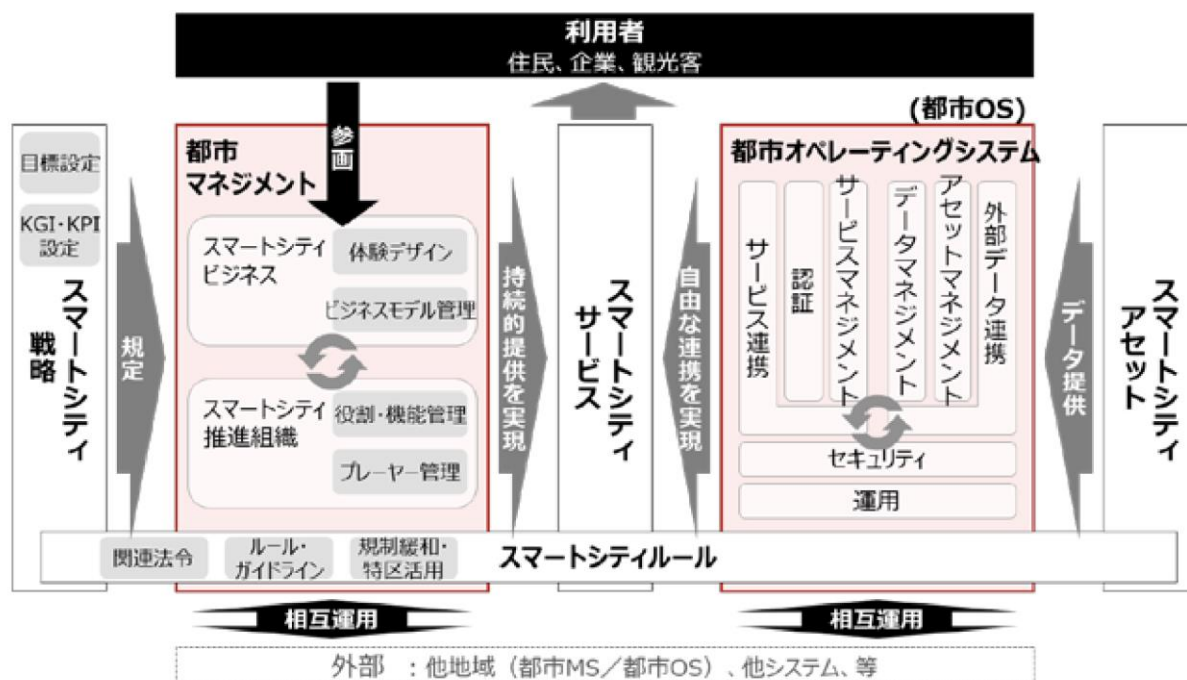 利用者
住民、企業、観光客
(都市OS)
参画
目標設定
KGI・KPI
設定
スマートシティ
戦略
規定
都市
マネジメント
スマートシティ
ビジネス
体験デザイン
ビジネスモデル管理
スマートシティ
推進組織
役割・機能管理
プレーヤー管理
持続的提供を実現
スマートシティ
サービス
自由な連携を実現
都市オペレーティングシステム
サービス連携
認証
サービスマネジメント
データマネジメント
アセットマネジメント
外部データ連携
セキュリティ
運用
データ提供
スマートシティ
アセット
関連法令
ルール・
ガイドライン
規制緩和・
特区活用
スマートシティルール
相互運用
相互運用
外部 ：他地域（都市MS／都市OS）、他システム、等